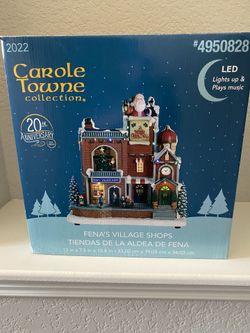 2022
#4950828
Carole
Towne
collection®
LED
Lights up &
Plays music
20th
ANNIVERSARY
FENA'S VILLAGE SHOPS
TIENDAS DE LA ALDEA DE FENA